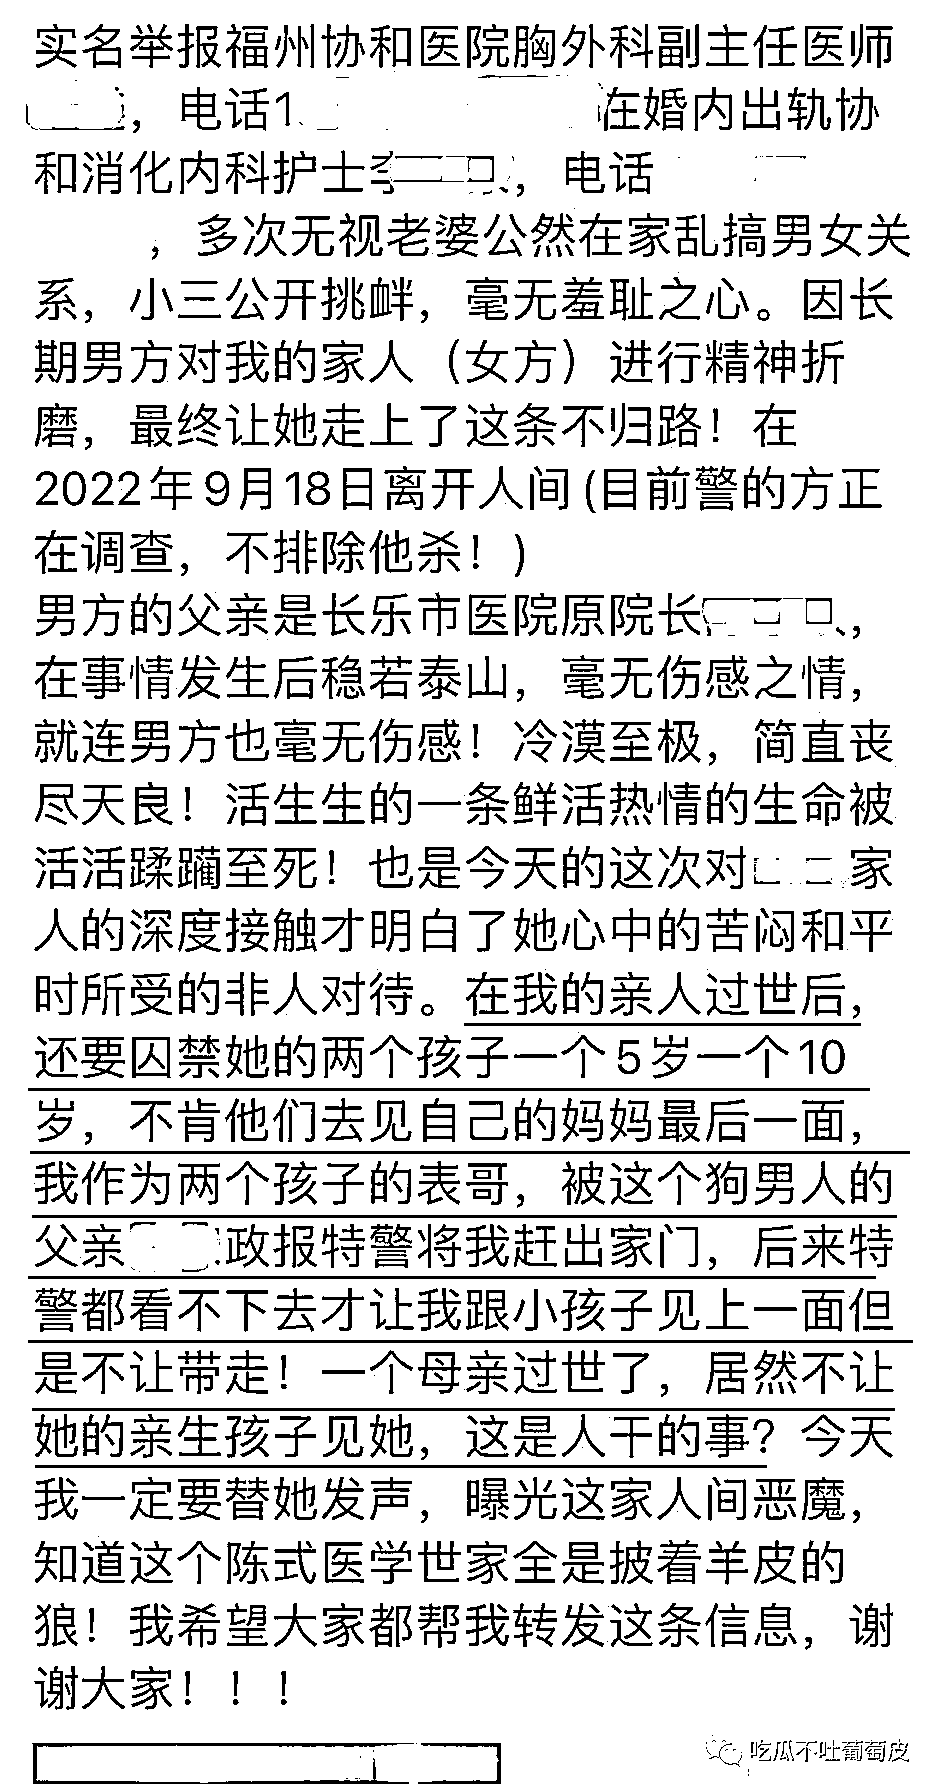 实名举报福州协和医院胸外科副主任医师
，电话1 在婚内出轨协
和消化内科护士李 ，电话
，多次无视老婆公然在家乱搞男女关
系，小三公开挑衅，毫无羞耻之心。因长
期男方对我的家人（女方）进行精神折
磨，最终让她走上了这条不归路！在
2022年9月18日离开人间(目前警的方正
在调查，不排除他杀！)
男方的父亲是长乐市医院原院长 ，
在事情发生后稳若泰山，毫无伤感之情，
就连男方也毫无伤感！冷漠至极，简直丧
尽天良！活生生的一条鲜活热情的生命被
活活蹂躏至死！也是今天的这次对 家
人的深度接触才明白了她心中的苦闷和平
时所受的非人对待。在我的亲人过世后，
还要囚禁她的两个孩子一个5岁一个10
岁，不肯他们去见自己的妈妈最后一面，
我作为两个孩子的表哥，被这个狗男人的
父亲 政报特警将我赶出家门，后来特
警都看不下去才让我跟小孩子见上一面但
是不让带走！一个母亲过世了，居然不让
她的亲生孩子见她，这是人干的事？今天
我一定要替她发声，曝光这家人间恶魔，
知道这个陈式医学世家全是披着羊皮的
狼！我希望大家都帮我转发这条信息，谢
谢大家！！！
吃瓜不吐葡萄皮